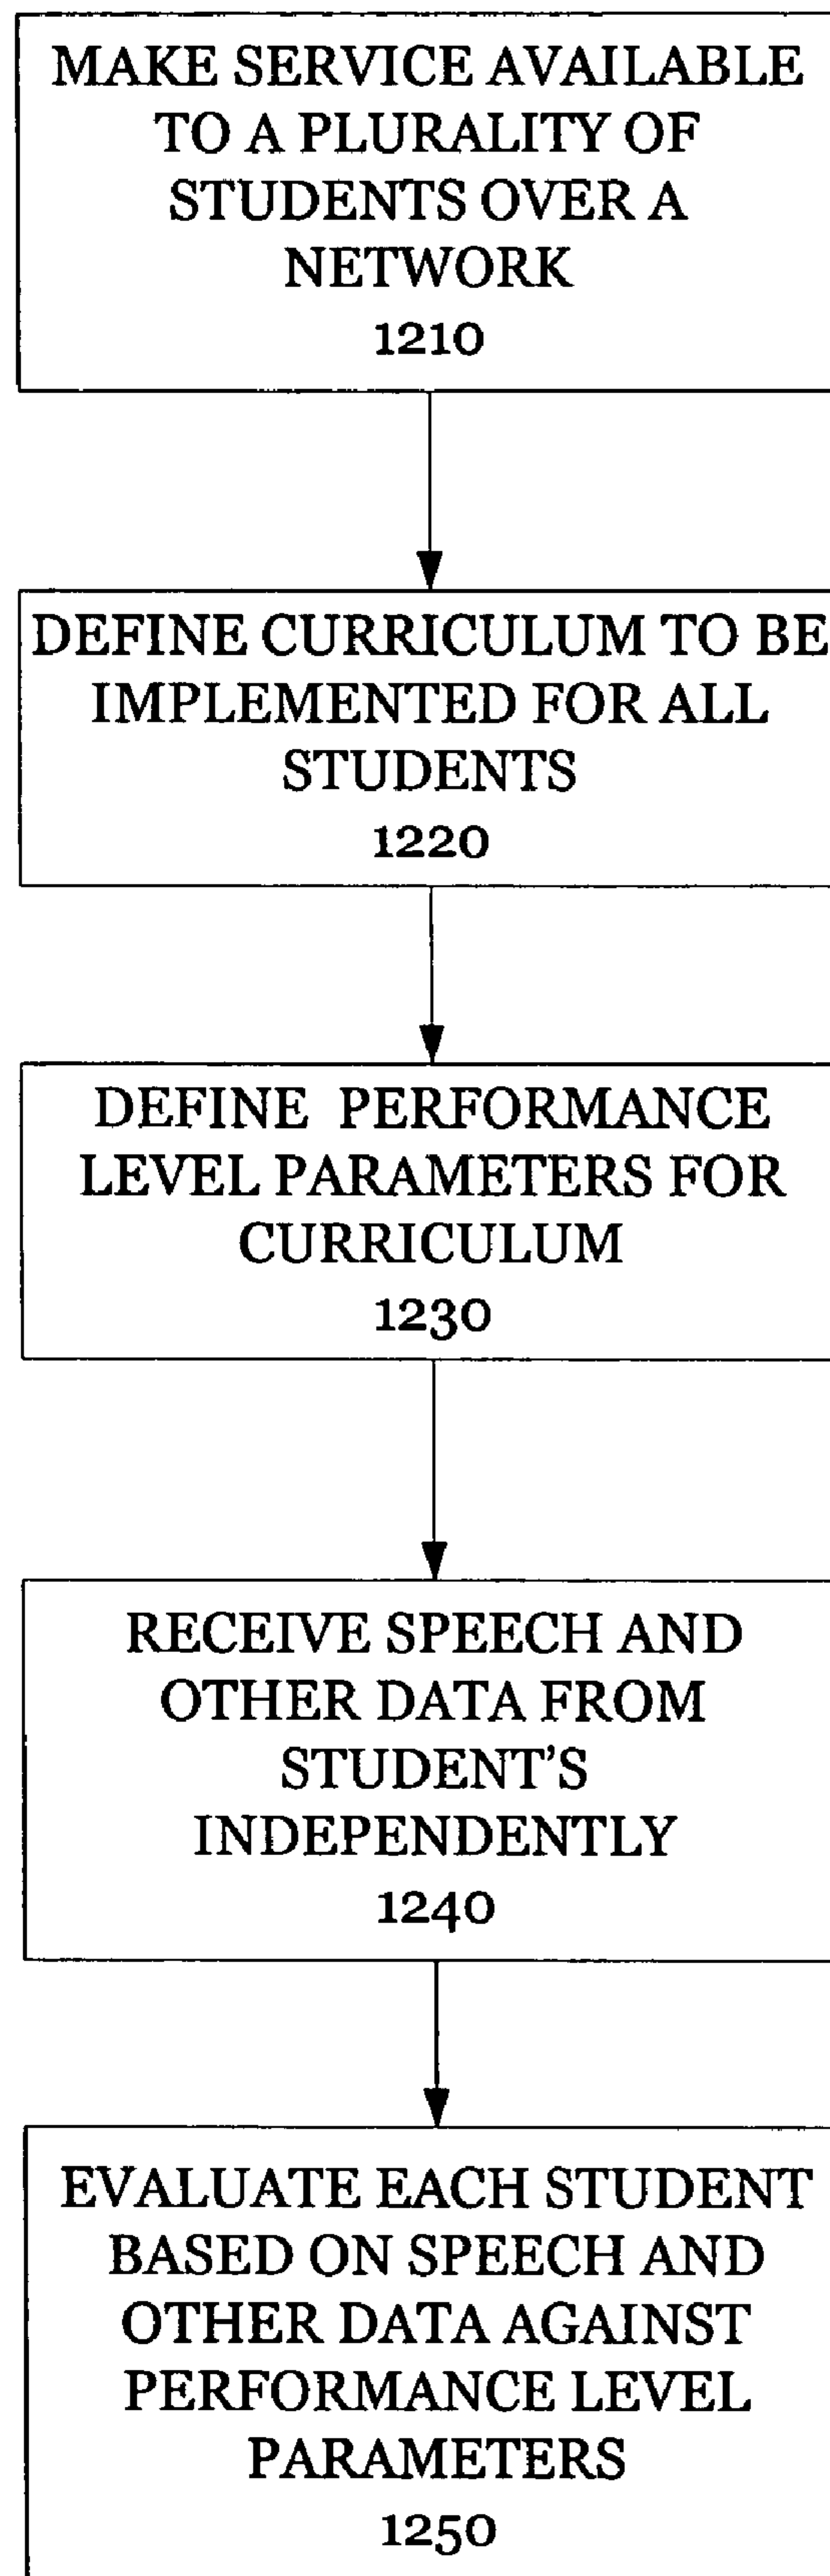 MAKE SERVICE AVAILABLE
TO A PLURALITY OF
STUDENTS OVER A
NETWORK
1210
DEFINE CURRICULUM TO BE
IMPLEMENTED FOR ALL
STUDENTS
1220
DEFINE PERFORMANCE
LEVEL PARAMETERS FOR
CURRICULUM
1230
RECEIVE SPEECH AND
OTHER DATA FROM
STUDENT'S
INDEPENDENTLY
1240
EVALUATE EACH STUDENT
BASED ON SPEECH AND
OTHER DATA AGAINST
PERFORMANCE LEVEL
PARAMETERS
1250